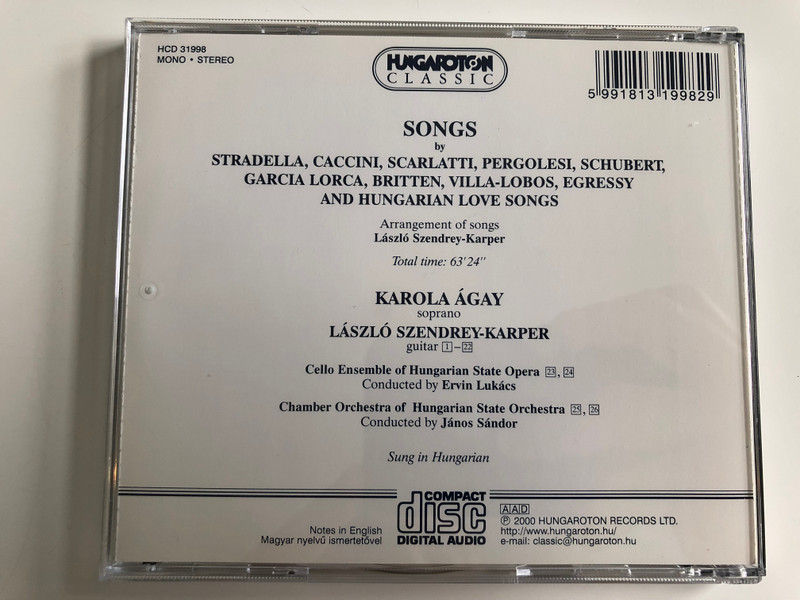 HCD 31998
MONO • STEREO
HUNGAROTON
CLASSIC
5 991813 199829
SONGS
by
STRADELLA, CACCINI, SCARLATTI, PERGOLESI, SCHUBERT,
GARCIA LORCA, BRITTEN, VILLA-LOBOS, EGRESSY
AND HUNGARIAN LOVE SONGS
Arrangement of songs
László Szendrey-Karper
Total time: 63'24"
KAROLA ÁGAY
soprano
LÁSZLÓ SZENDREY-KARPER
guitar 1–22
Cello Ensemble of Hungarian State Opera 23, 24
Conducted by Ervin Lukács
Chamber Orchestra of Hungarian State Orchestra 25, 26
Conducted by János Sándor
Sung in Hungarian
Notes in English
Magyar nyelvű ismertetővel
COMPACT
disc
DIGITAL AUDIO
AAD
℗ 2000 HUNGAROTON RECORDS LTD.
http://www.hungaroton.hu/
e-mail: classic@hungaroton.hu